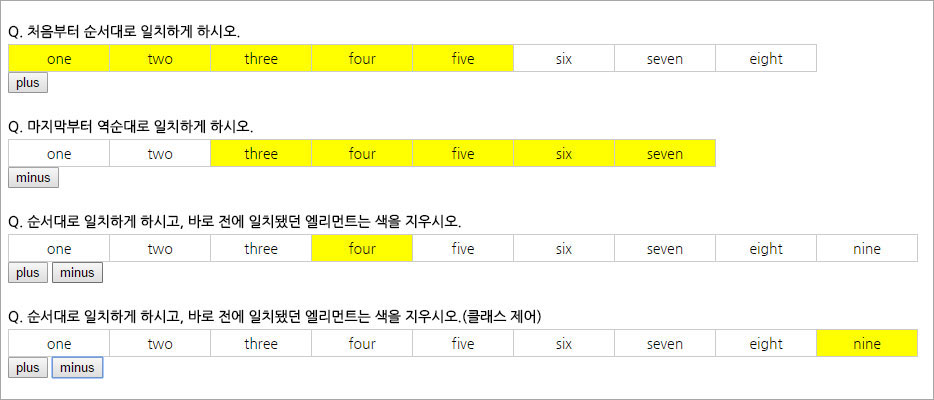 Q. 처음부터 순서대로 일치하게 하시오.
one two three four five six seven eight
plus
Q. 마지막부터 역순대로 일치하게 하시오.
one two three four five six seven
minus
Q. 순서대로 일치하게 하시고, 바로 전에 일치됐던 엘리먼트는 색을 지우시오.
one two three four five six seven eight nine
plus minus
Q. 순서대로 일치하게 하시고, 바로 전에 일치됐던 엘리먼트는 색을 지우시오.(클래스 제어)
one two three four five six seven eight nine
plus minus